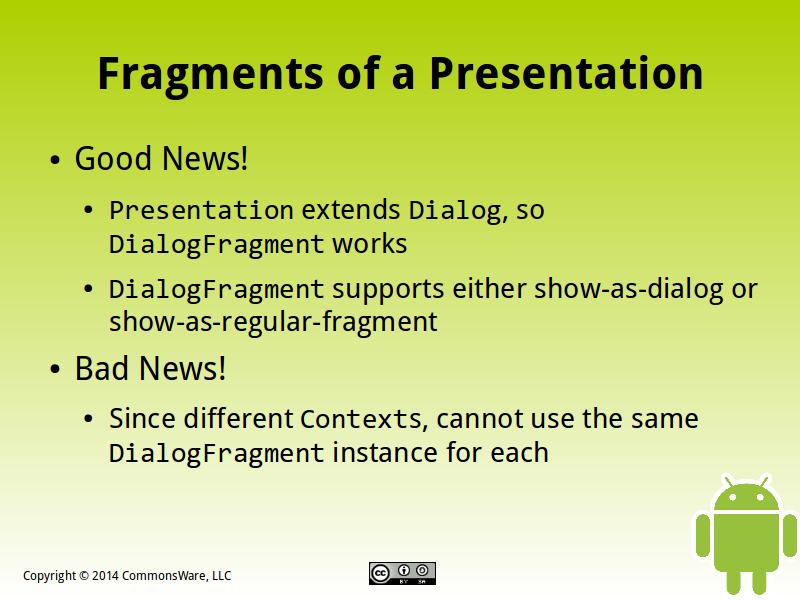 Fragments of a Presentation
• Good News!
• Presentation extends Dialog, so
DialogFragment works
• DialogFragment supports either show-as-dialog or
show-as-regular-fragment
• Bad News!
• Since different Contexts, cannot use the same
DialogFragment instance for each
Copyright © 2014 CommonsWare, LLC
cc BY SA